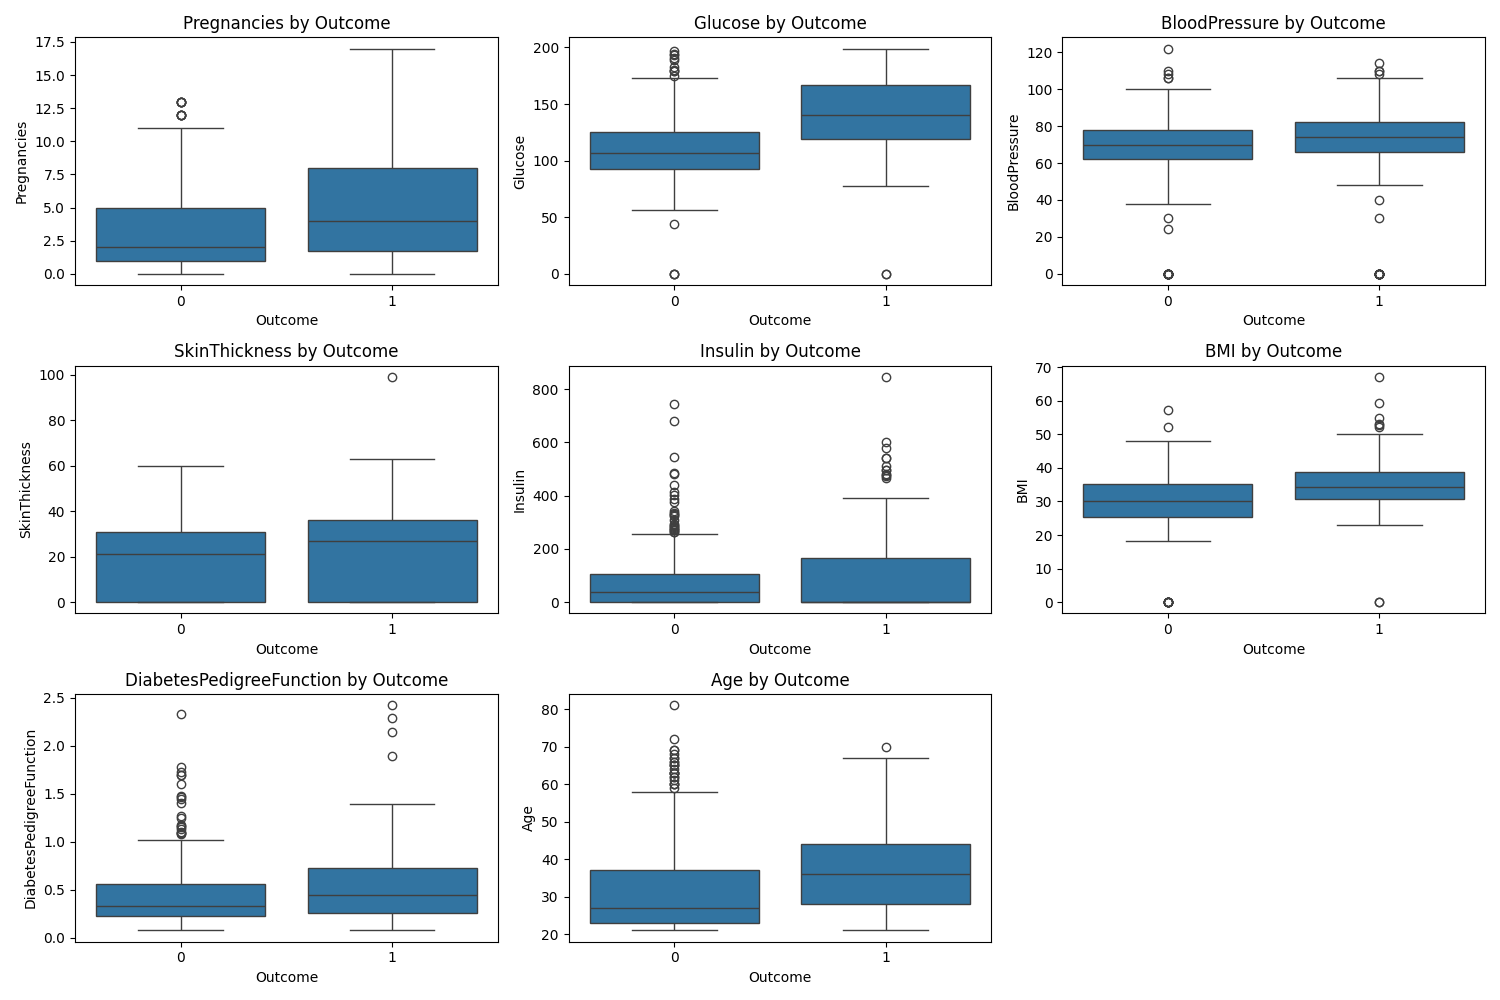 Pregnancies by Outcome
Pregnancies
17.5
15.0
12.5
10.0
7.5
5.0
2.5
0.0
0 1
Outcome
Glucose by Outcome
Glucose
200
150
100
50
0
0 1
Outcome
BloodPressure by Outcome
BloodPressure
120
100
80
60
40
20
0
0 1
Outcome
SkinThickness by Outcome
SkinThickness
100
80
60
40
20
0
0 1
Outcome
Insulin by Outcome
Insulin
800
600
400
200
0
0 1
Outcome
BMI by Outcome
BMI
70
60
50
40
30
20
10
0
0 1
Outcome
DiabetesPedigreeFunction by Outcome
DiabetesPedigreeFunction
2.5
2.0
1.5
1.0
0.5
0.0
0 1
Outcome
Age by Outcome
Age
80
70
60
50
40
30
20
0 1
Outcome